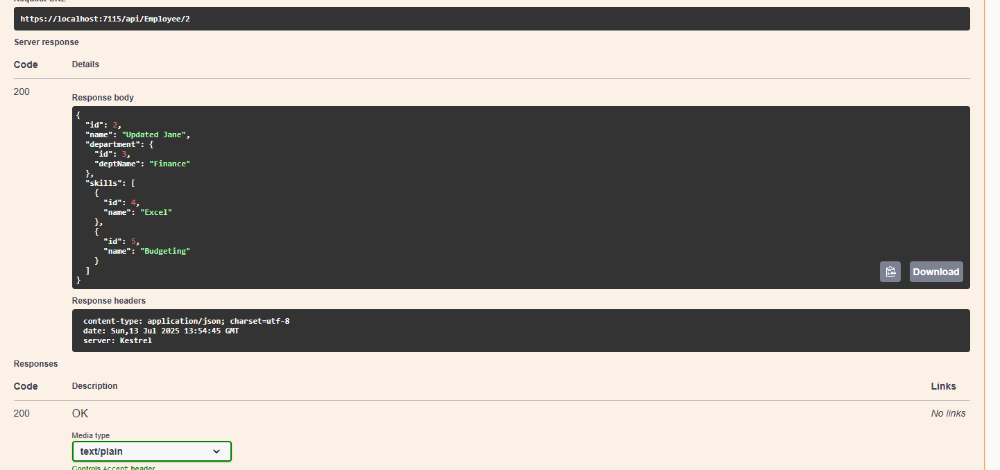 Request URL
https://localhost:7115/api/Employee/2
Server response
Code Details
200
Response body
{
  "id": 2,
  "name": "Updated Jane",
  "department": {
    "id": 3,
    "deptName": "Finance"
  },
  "skills": [
    {
      "id": 4,
      "name": "Excel"
    },
    {
      "id": 5,
      "name": "Budgeting"
    }
  ]
}
Download
Response headers
content-type: application/json; charset=utf-8
date: Sun,13 Jul 2025 13:54:45 GMT
server: Kestrel
Responses
Code Description Links
200 OK No links
Media type
text/plain
Controls Accept header